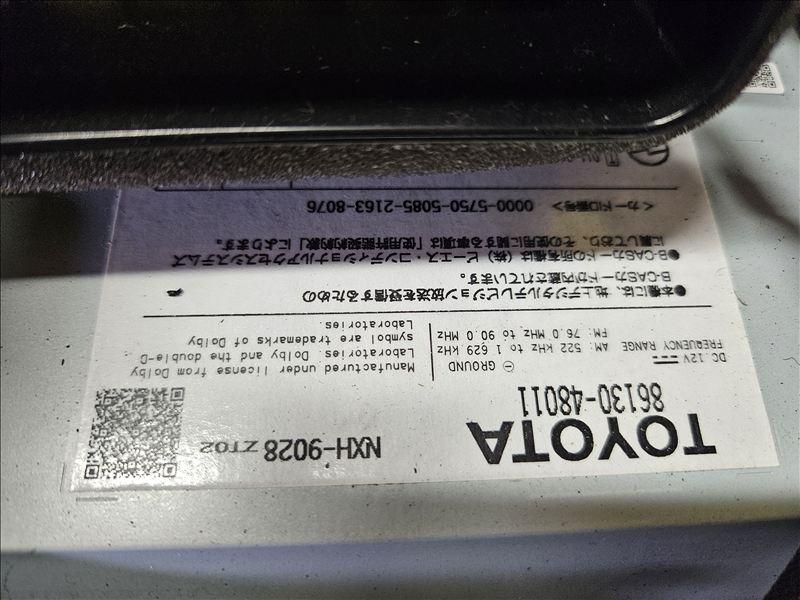 TOYOTA
NXH-9028 ZT02
86130-48011
DC 12V
GROUND
FREQUENCY RANGE AM: 522 kHz to 1 629 kHz
FM: 76.0 MHz to 90.0 MHz
Manufactured under license from Dolby
Laboratories. Dolby and the double-D
symbol are trademarks of Dolby
Laboratories.
●本機には、地上デジタルテレビジョン放送を受信するための
B-CASカードが内蔵されています。
●B-CASカードの所有権は(株)ビーエス・コンディショナルアクセスシステムズ
に属しており、その使用に関する事項は「使用許諾契約約款」によります。
<カードID番号> 0000-5750-5085-2163-8076